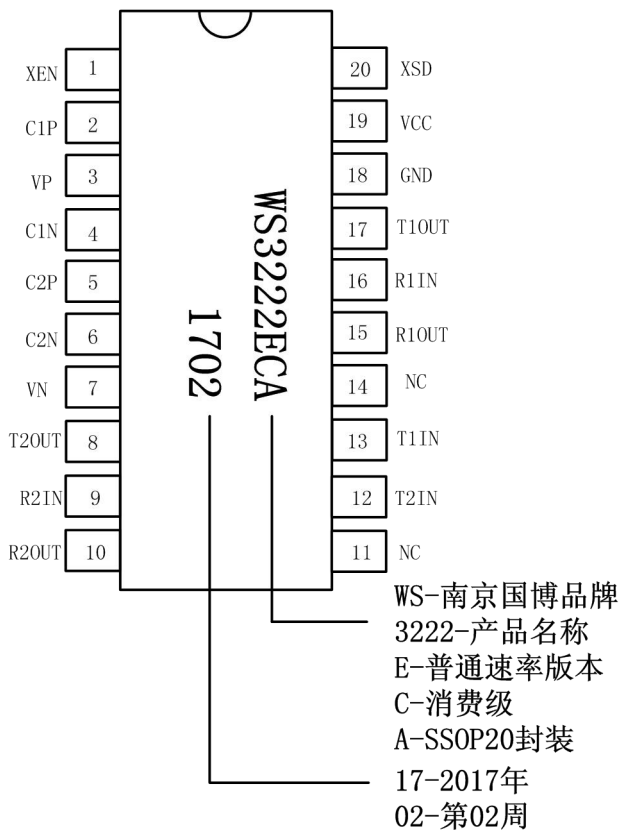 XEN 1 20 XSD
C1P 2 19 VCC
VP 3 18 GND
C1N 4 17 T1OUT
C2P 5 16 R1IN
C2N 6 15 R1OUT
VN 7 14 NC
T2OUT 8 13 T1IN
R2IN 9 12 T2IN
R2OUT 10 11 NC
WS3222ECA
1702
WS-南京国博品牌
3222-产品名称
E-普通速率版本
C-消费级
A-SSOP20封装
17-2017年
02-第02周